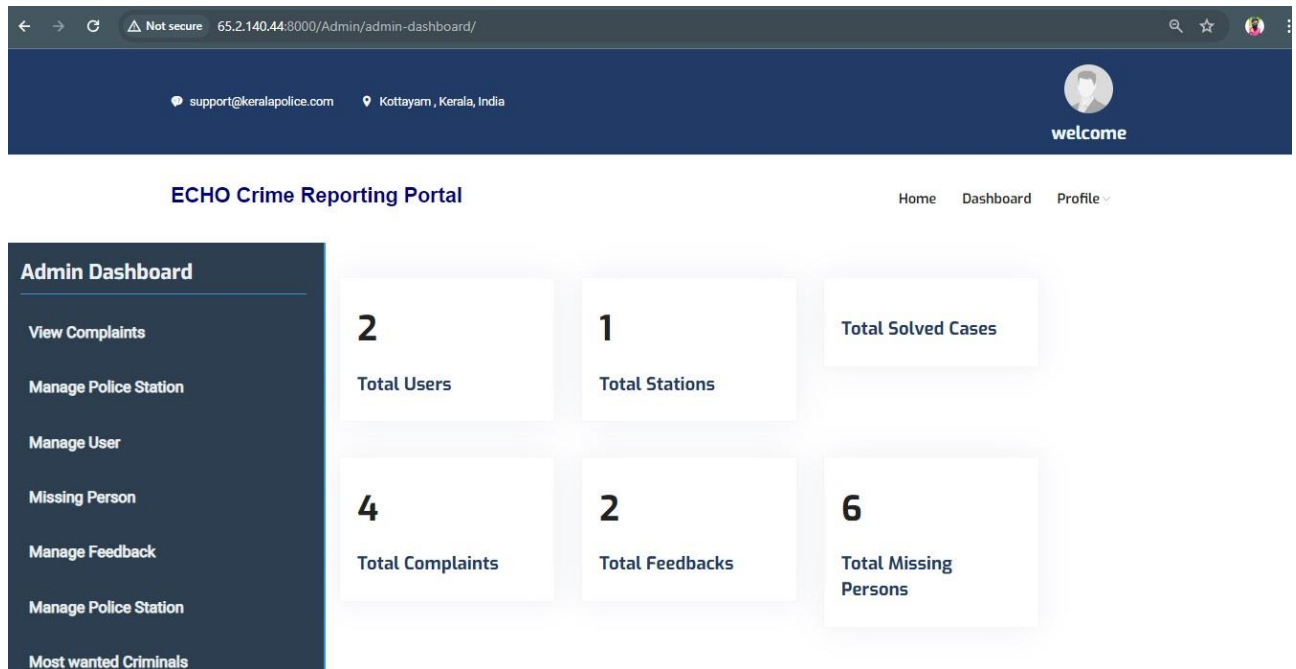 Not secure 65.2.140.44:8000/Admin/admin-dashboard/
support@keralapolice.com Kottayam , Kerala, India
welcome
ECHO Crime Reporting Portal
Home Dashboard Profile
Admin Dashboard
View Complaints
Manage Police Station
Manage User
Missing Person
Manage Feedback
Manage Police Station
Most wanted Criminals
2
Total Users
1
Total Stations
Total Solved Cases
4
Total Complaints
2
Total Feedbacks
6
Total Missing
Persons